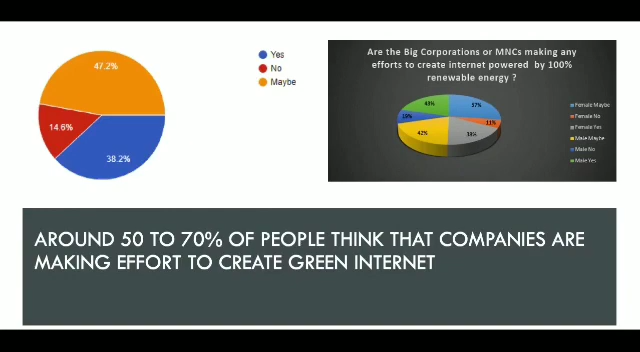 47.2%
14.6%
38.2%
Yes
No
Maybe
Are the Big Corporations or MNCs making any
efforts to create internet powered by 100%
renewable energy ?
43%
37%
11%
42%
38%
Female Maybe
Female No
Female Yes
Male Maybe
Male No
Male Yes
AROUND 50 TO 70% OF PEOPLE THINK THAT COMPANIES ARE
MAKING EFFORT TO CREATE GREEN INTERNET